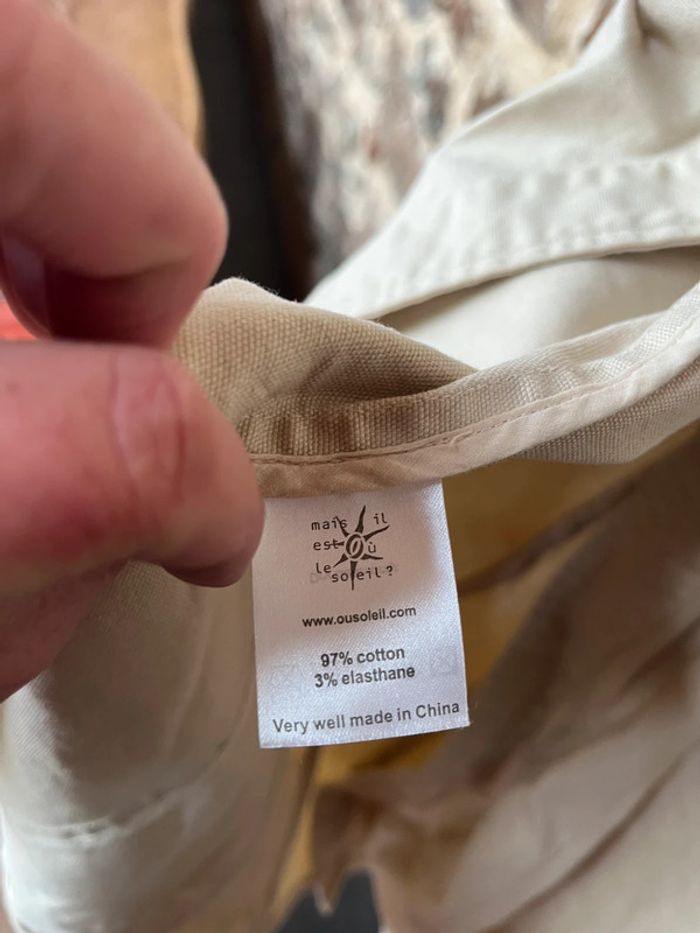 mais il
est Où
le soleil?
www.ousoleil.com
97% cotton
3% elasthane
Very well made in China